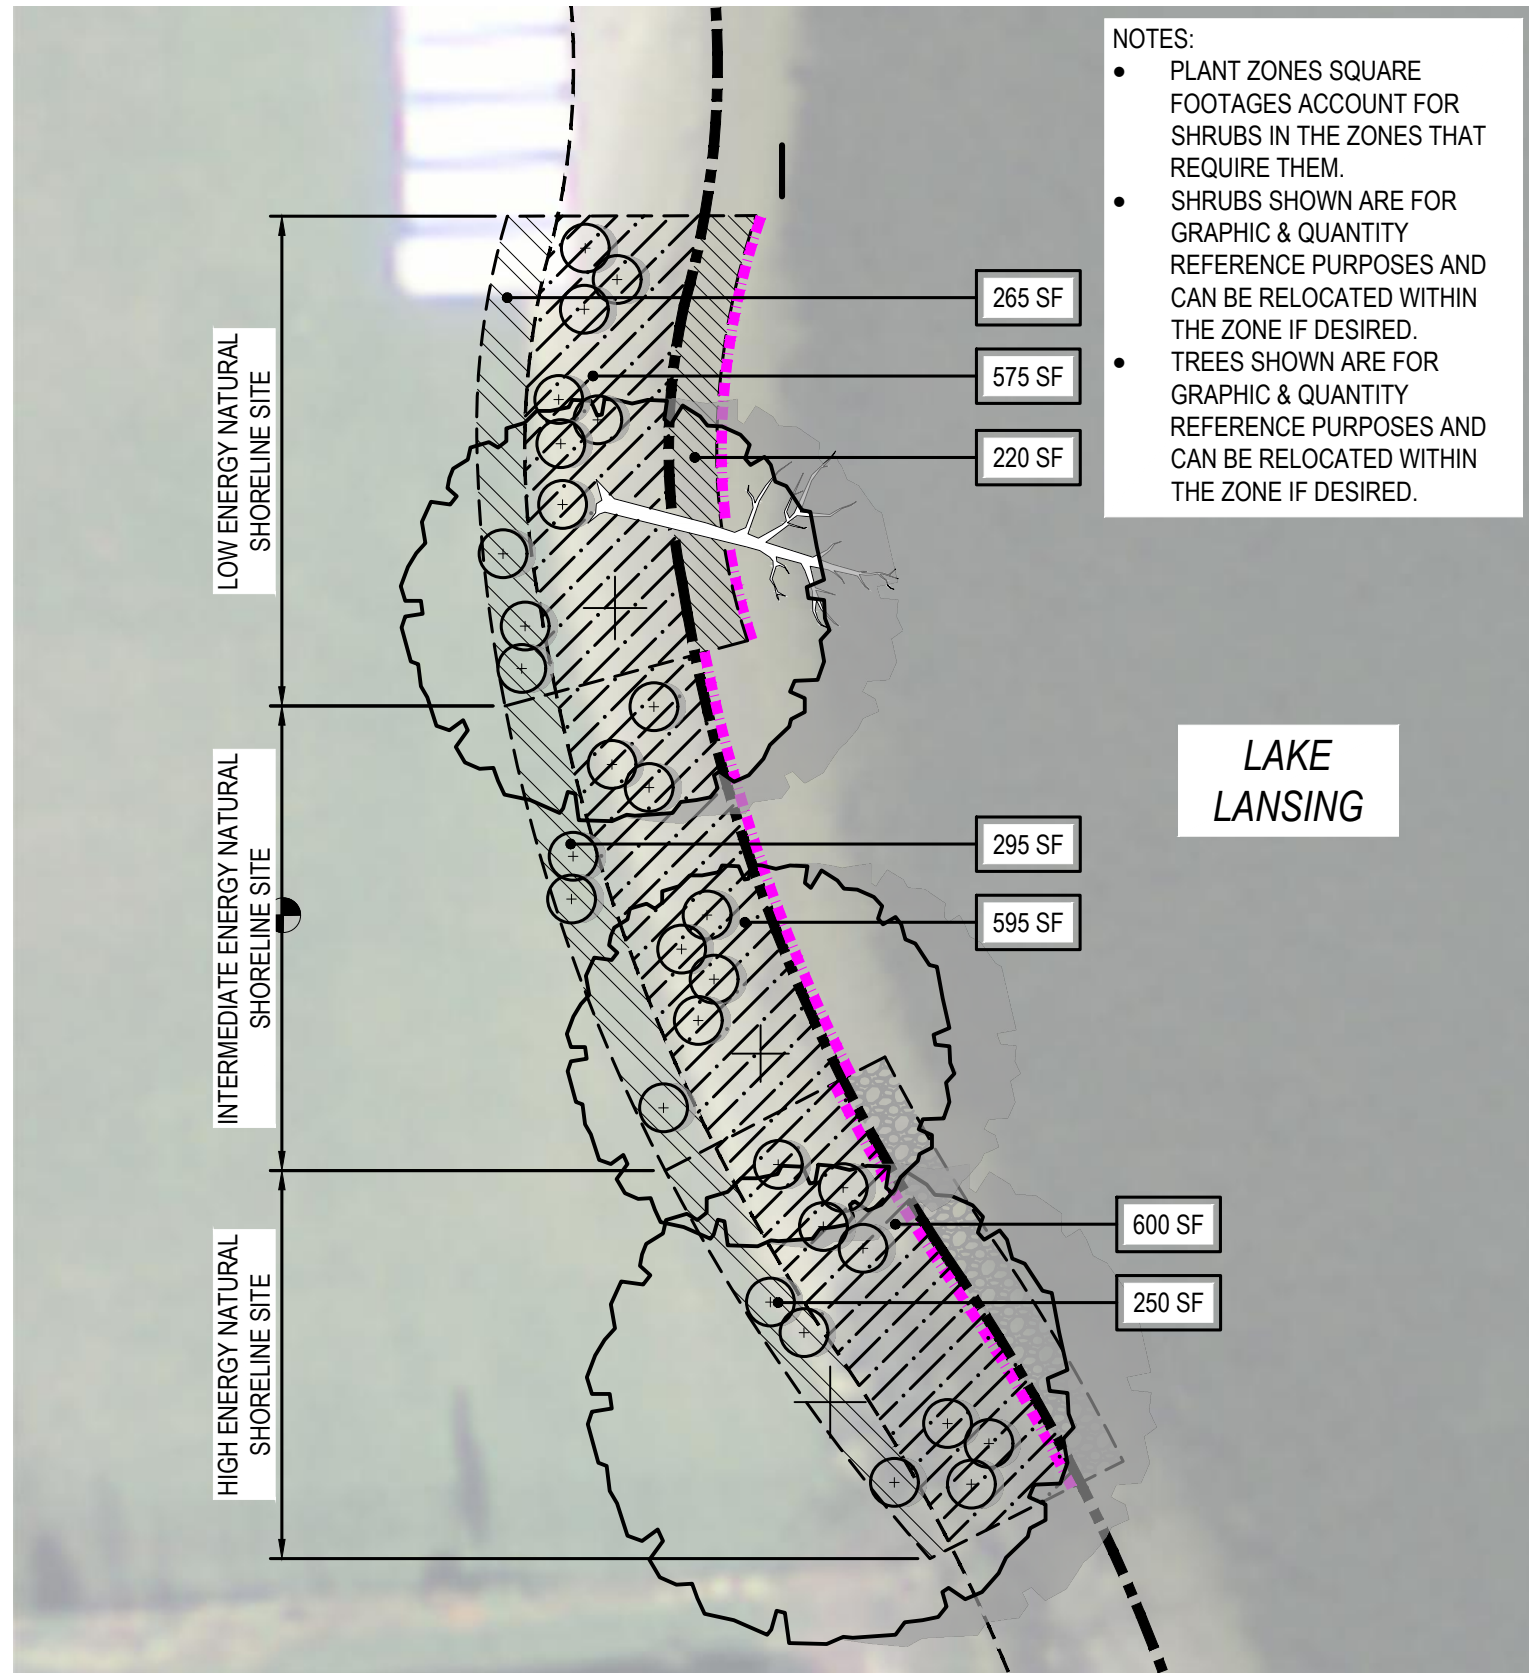 NOTES:
• PLANT ZONES SQUARE
FOOTAGES ACCOUNT FOR
SHRUBS IN THE ZONES THAT
REQUIRE THEM.
• SHRUBS SHOWN ARE FOR
GRAPHIC & QUANTITY
REFERENCE PURPOSES AND
CAN BE RELOCATED WITHIN
THE ZONE IF DESIRED.
• TREES SHOWN ARE FOR
GRAPHIC & QUANTITY
REFERENCE PURPOSES AND
CAN BE RELOCATED WITHIN
THE ZONE IF DESIRED.
265 SF
575 SF
220 SF
LOW ENERGY NATURAL
SHORELINE SITE
LAKE
LANSING
295 SF
595 SF
INTERMEDIATE ENERGY NATURAL
SHORELINE SITE
600 SF
250 SF
HIGH ENERGY NATURAL
SHORELINE SITE